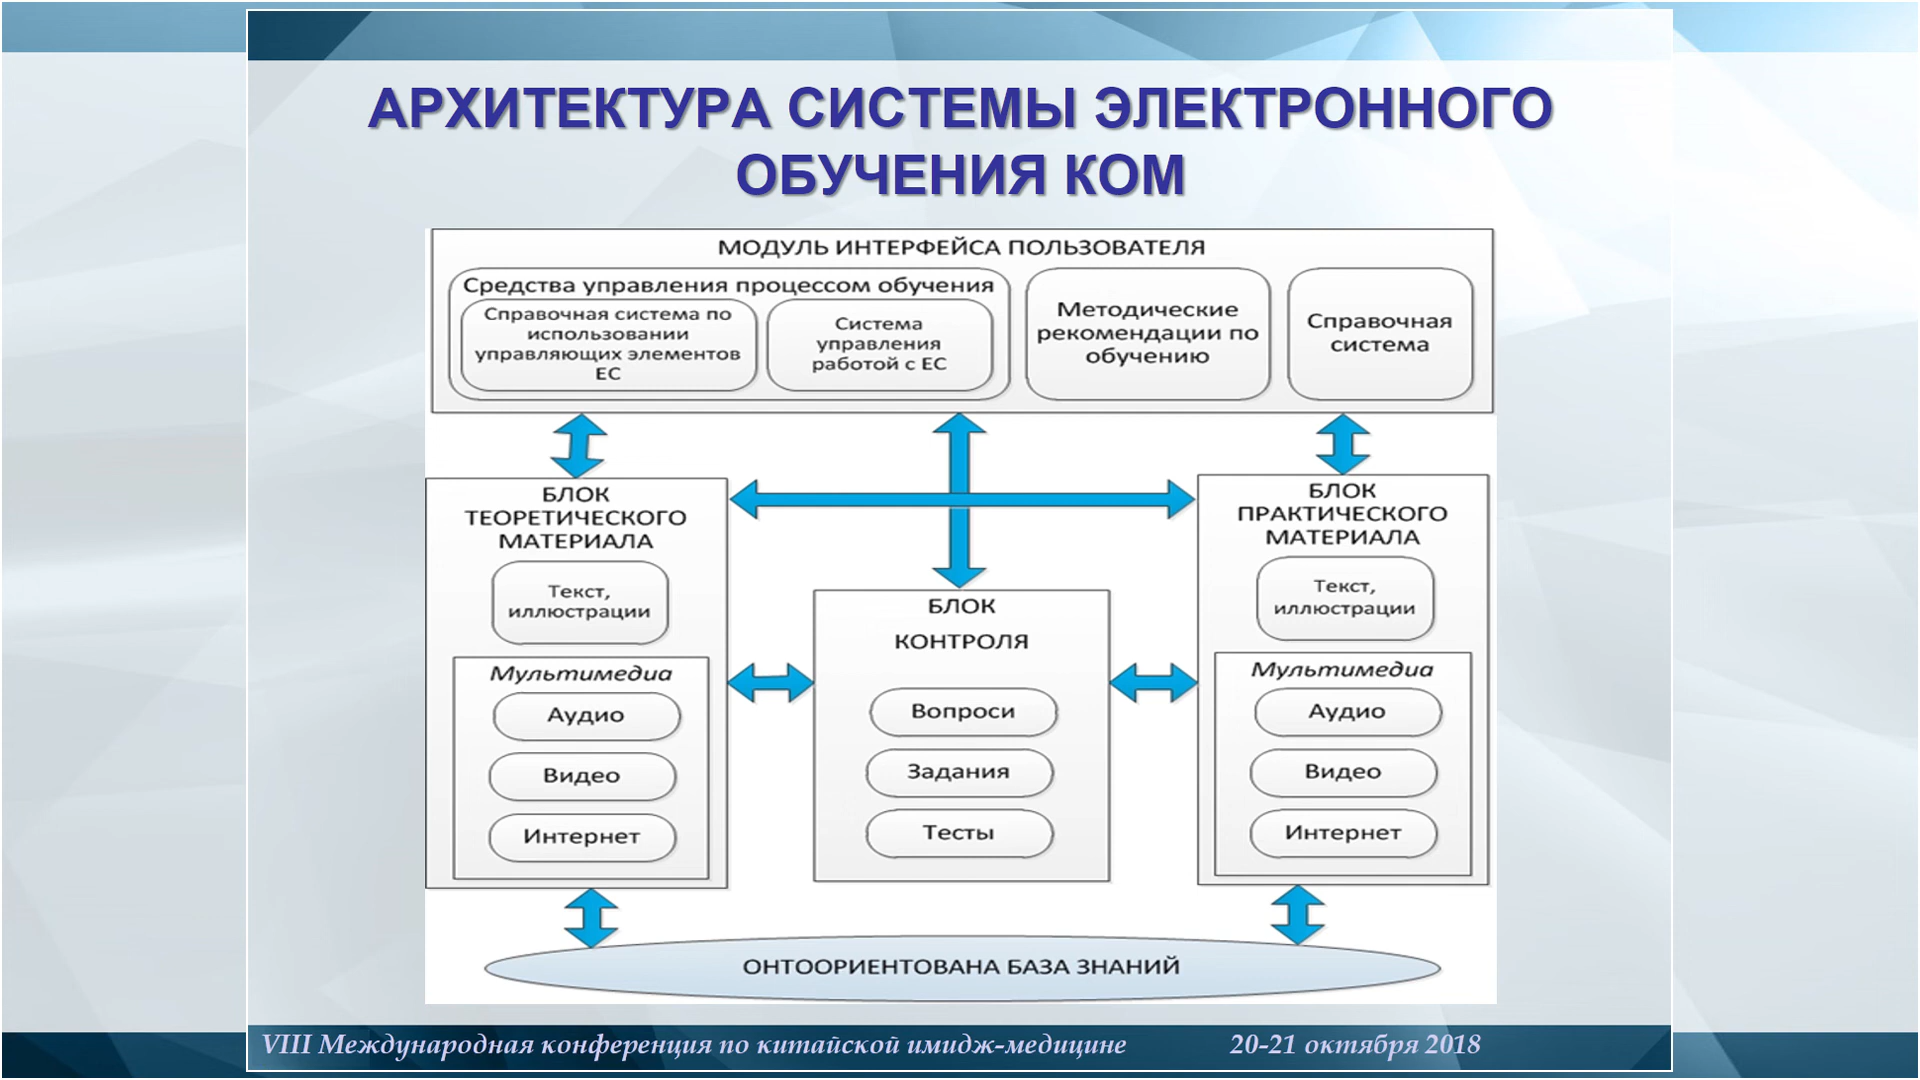 АРХИТЕКТУРА СИСТЕМЫ ЭЛЕКТРОННОГО
ОБУЧЕНИЯ КОМ
МОДУЛЬ ИНТЕРФЕЙСА ПОЛЬЗОВАТЕЛЯ
Средства управления процессом обучения
Справочная система по
использовании
управляющих элементов
ЕС
Система
управления
работой с ЕС
Методические
рекомендации по
обучению
Справочная
система
БЛОК
ТЕОРЕТИЧЕСКОГО
МАТЕРИАЛА
Текст,
иллюстрации
Мультимедиа
Аудио
Видео
Интернет
БЛОК
КОНТРОЛЯ
Вопроси
Задания
Тесты
БЛОК
ПРАКТИЧЕСКОГО
МАТЕРИАЛА
Текст,
иллюстрации
Мультимедиа
Аудио
Видео
Интернет
ОНТООРИЕНТОВАНА БАЗА ЗНАНИЙ
VIII Международная конференция по китайской имидж-медицине 20-21 октября 2018